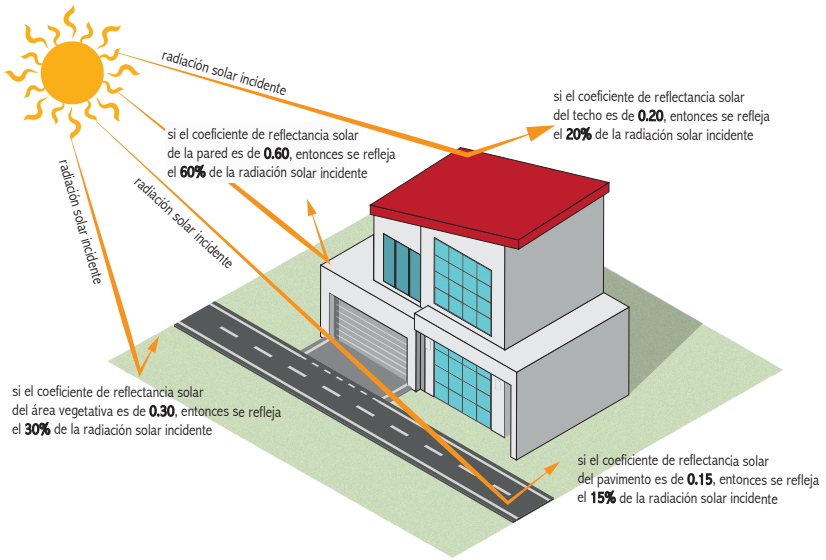 radiación solar incidente
si el coeficiente de reflectancia solar
del techo es de 0.20, entonces se refleja
el 20% de la radiación solar incidente
si el coeficiente de reflectancia solar
de la pared es de 0.60, entonces se refleja
el 60% de la radiación solar incidente
radiación solar incidente
radiación solar incidente
si el coeficiente de reflectancia solar
del área vegetativa es de 0.30, entonces se refleja
el 30% de la radiación solar incidente
si el coeficiente de reflectancia solar
del pavimento es de 0.15, entonces se refleja
el 15% de la radiación solar incidente